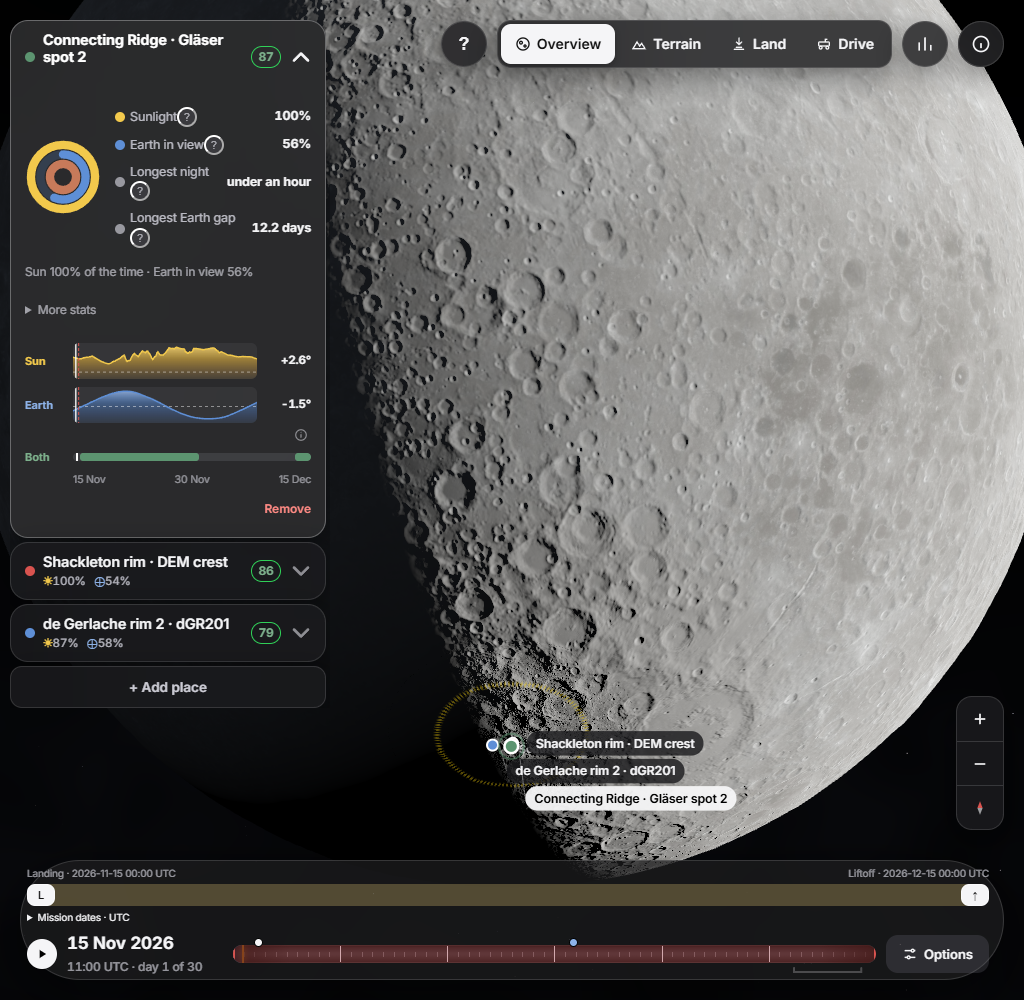 Connecting Ridge · Gläser
spot 2
87
?
Overview
Terrain
Land
Drive
Sunlight ?
100%
Earth in view ?
56%
Longest night
?
under an hour
Longest Earth gap
?
12.2 days
Sun 100% of the time · Earth in view 56%
More stats
Sun
+2.6°
Earth
-1.5°
Both
15 Nov
30 Nov
15 Dec
Remove
Shackleton rim · DEM crest
100% 54%
86
de Gerlache rim 2 · dGR201
87% 58%
79
+ Add place
Shackleton rim · DEM crest
de Gerlache rim 2 · dGR201
Connecting Ridge · Gläser spot 2
+
−
Landing · 2026-11-15 00:00 UTC
Liftoff · 2026-12-15 00:00 UTC
L
↑
Mission dates · UTC
15 Nov 2026
11:00 UTC · day 1 of 30
Options